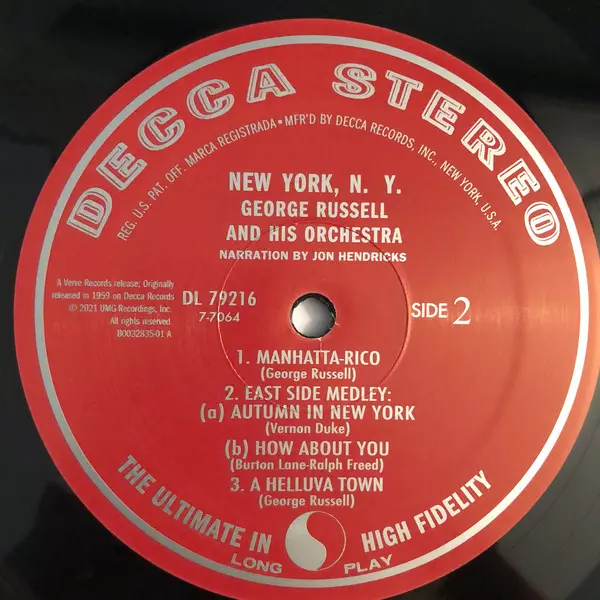 DECCA STEREO
REG. U.S. PAT. OFF. MARCA REGISTRADA • MFR'D BY DECCA RECORDS, INC., NEW YORK, U.S.A.
NEW YORK, N. Y.
GEORGE RUSSELL
AND HIS ORCHESTRA
NARRATION BY JON HENDRICKS
A Verve Records release; Originally
released in 1959 on Decca Records
© 2021 UMG Recordings, Inc.
All rights reserved.
B0032835-01 A
DL 79216
7-7064
SIDE 2
1. MANHATTA-RICO
(George Russell)
2. EAST SIDE MEDLEY:
(a) AUTUMN IN NEW YORK
(Vernon Duke)
(b) HOW ABOUT YOU
(Burton Lane-Ralph Freed)
3. A HELLUVA TOWN
(George Russell)
THE ULTIMATE IN HIGH FIDELITY
LONG PLAY